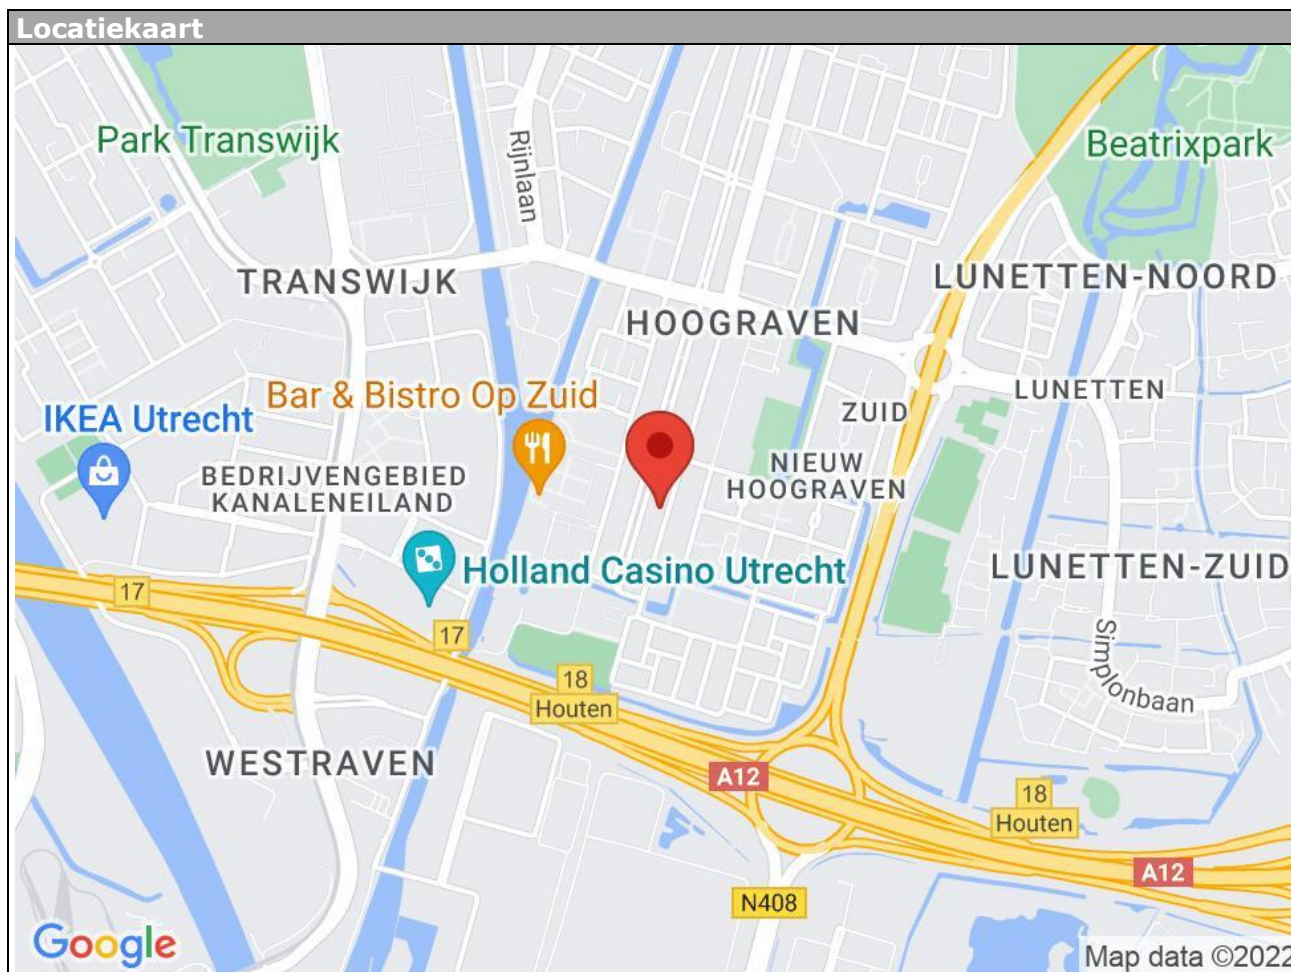 Locatiekaart
Park Transwijk
Rijnlaan
Beatrixpark
TRANSWIJK
LUNETTEN-NOORD
HOOGRAVEN
LUNETTEN
Bar & Bistro Op Zuid
IKEA Utrecht
ZUID
BEDRIJVENGEBIED
KANALENEILAND
NIEUW
HOOGRAVEN
Holland Casino Utrecht
LUNETTEN-ZUID
17
17
Simplonbaan
18
Houten
WESTRAVEN
A12
18
Houten
A12
N408
Google
Map data ©2022